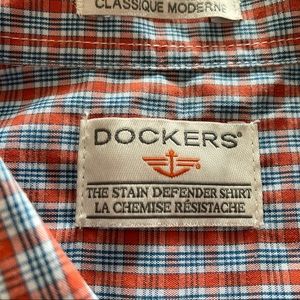 CLASSIQUE MODERNE
DOCKERS®
THE STAIN DEFENDER SHIRT
LA CHEMISE RÉSISTACHE